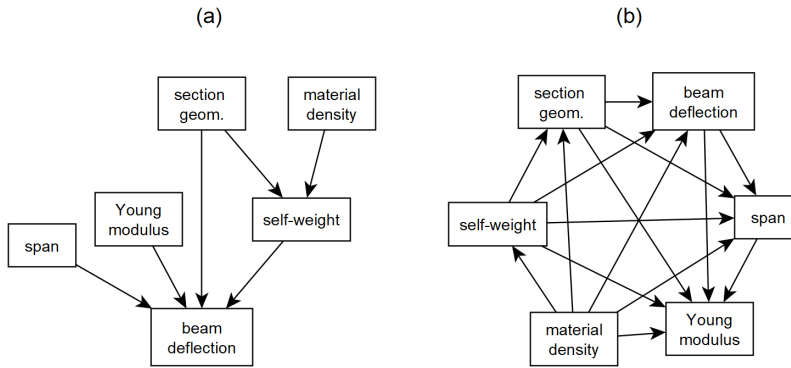 (a)
section
geom.
material
density
Young
modulus
self-weight
span
beam
deflection
(b)
section
geom.
beam
deflection
self-weight
span
material
density
Young
modulus